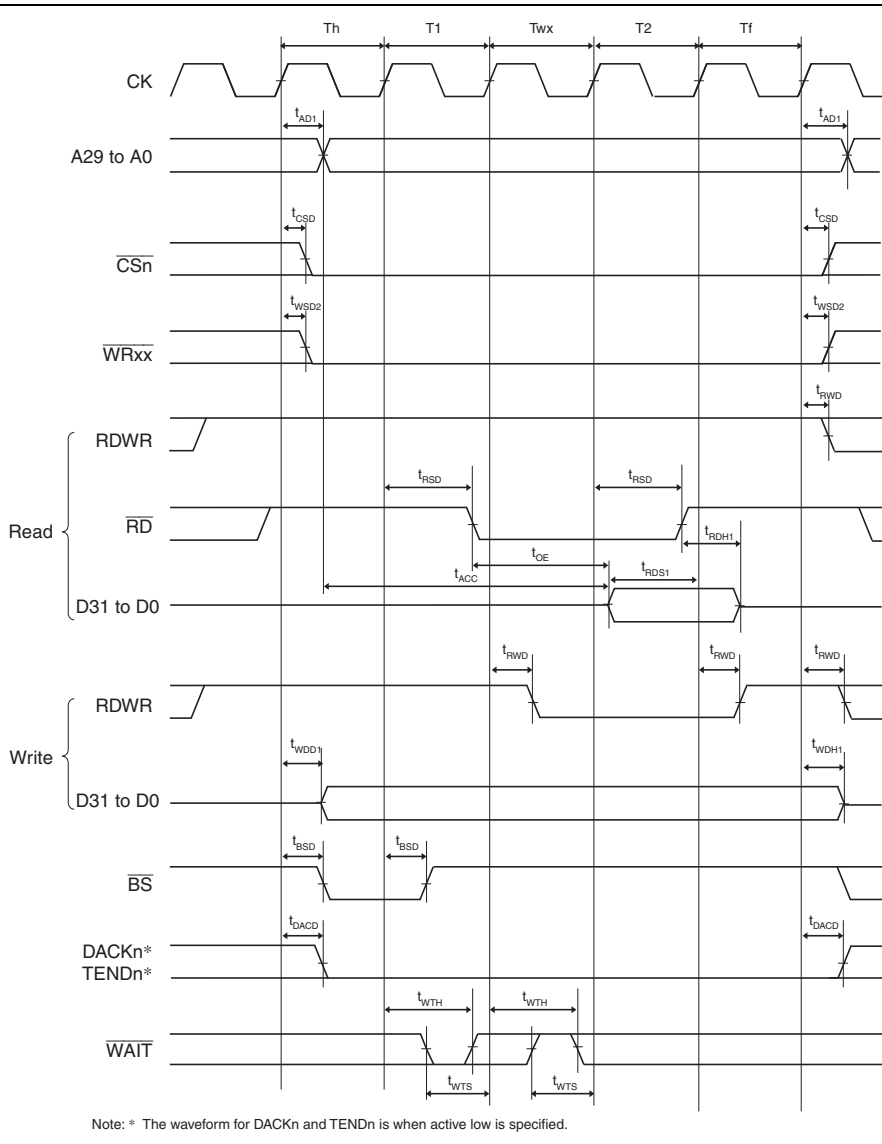 Th T1 Twx T2 Tf
CK
tAD1 tAD1
A29 to A0
tCSD tCSD
CSn
tWSD2 tWSD2
WRxx
tRWD
RDWR
tRSD tRSD
Read
RD
tRDH1
tOE
tACC tRDS1
D31 to D0
tRWD tRWD tRWD
RDWR
Write
tWDD1 tWDH1
D31 to D0
tBSD tBSD
BS
tDACD tDACD
DACKn*
TENDn*
tWTH tWTH
WAIT
tWTS tWTS
Note: * The waveform for DACKn and TENDn is when active low is specified.